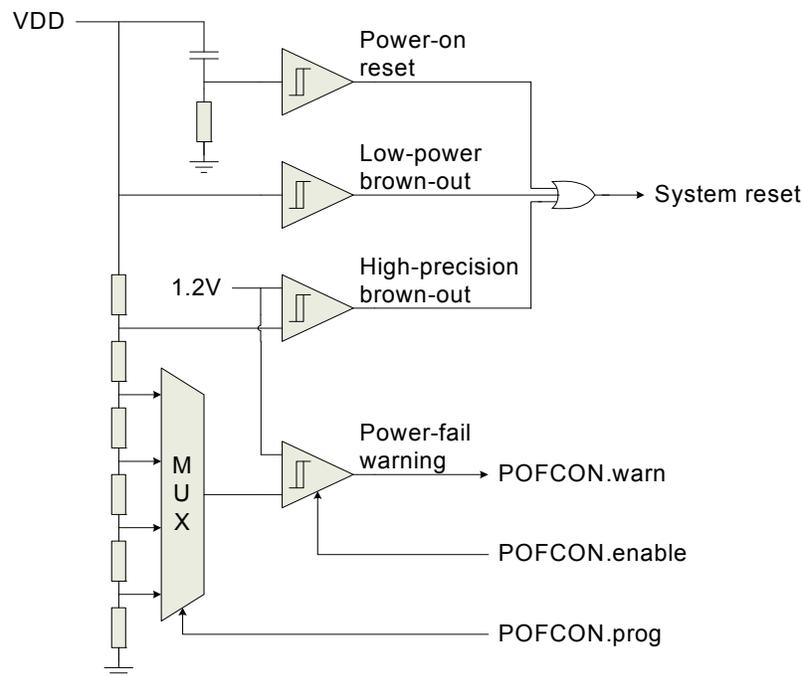 VDD
Power-on
reset
Low-power
brown-out
System reset
High-precision
brown-out
1.2V
Power-fail
warning
POFCON.warn
M
U
X
POFCON.enable
POFCON.prog